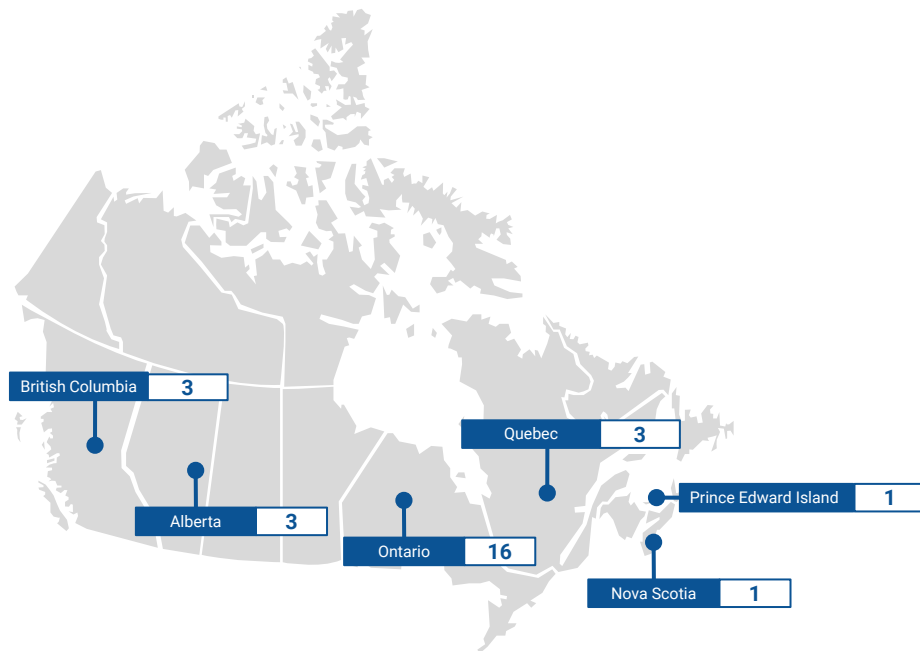 British Columbia 3
Quebec 3
Prince Edward Island 1
Alberta 3
Ontario 16
Nova Scotia 1